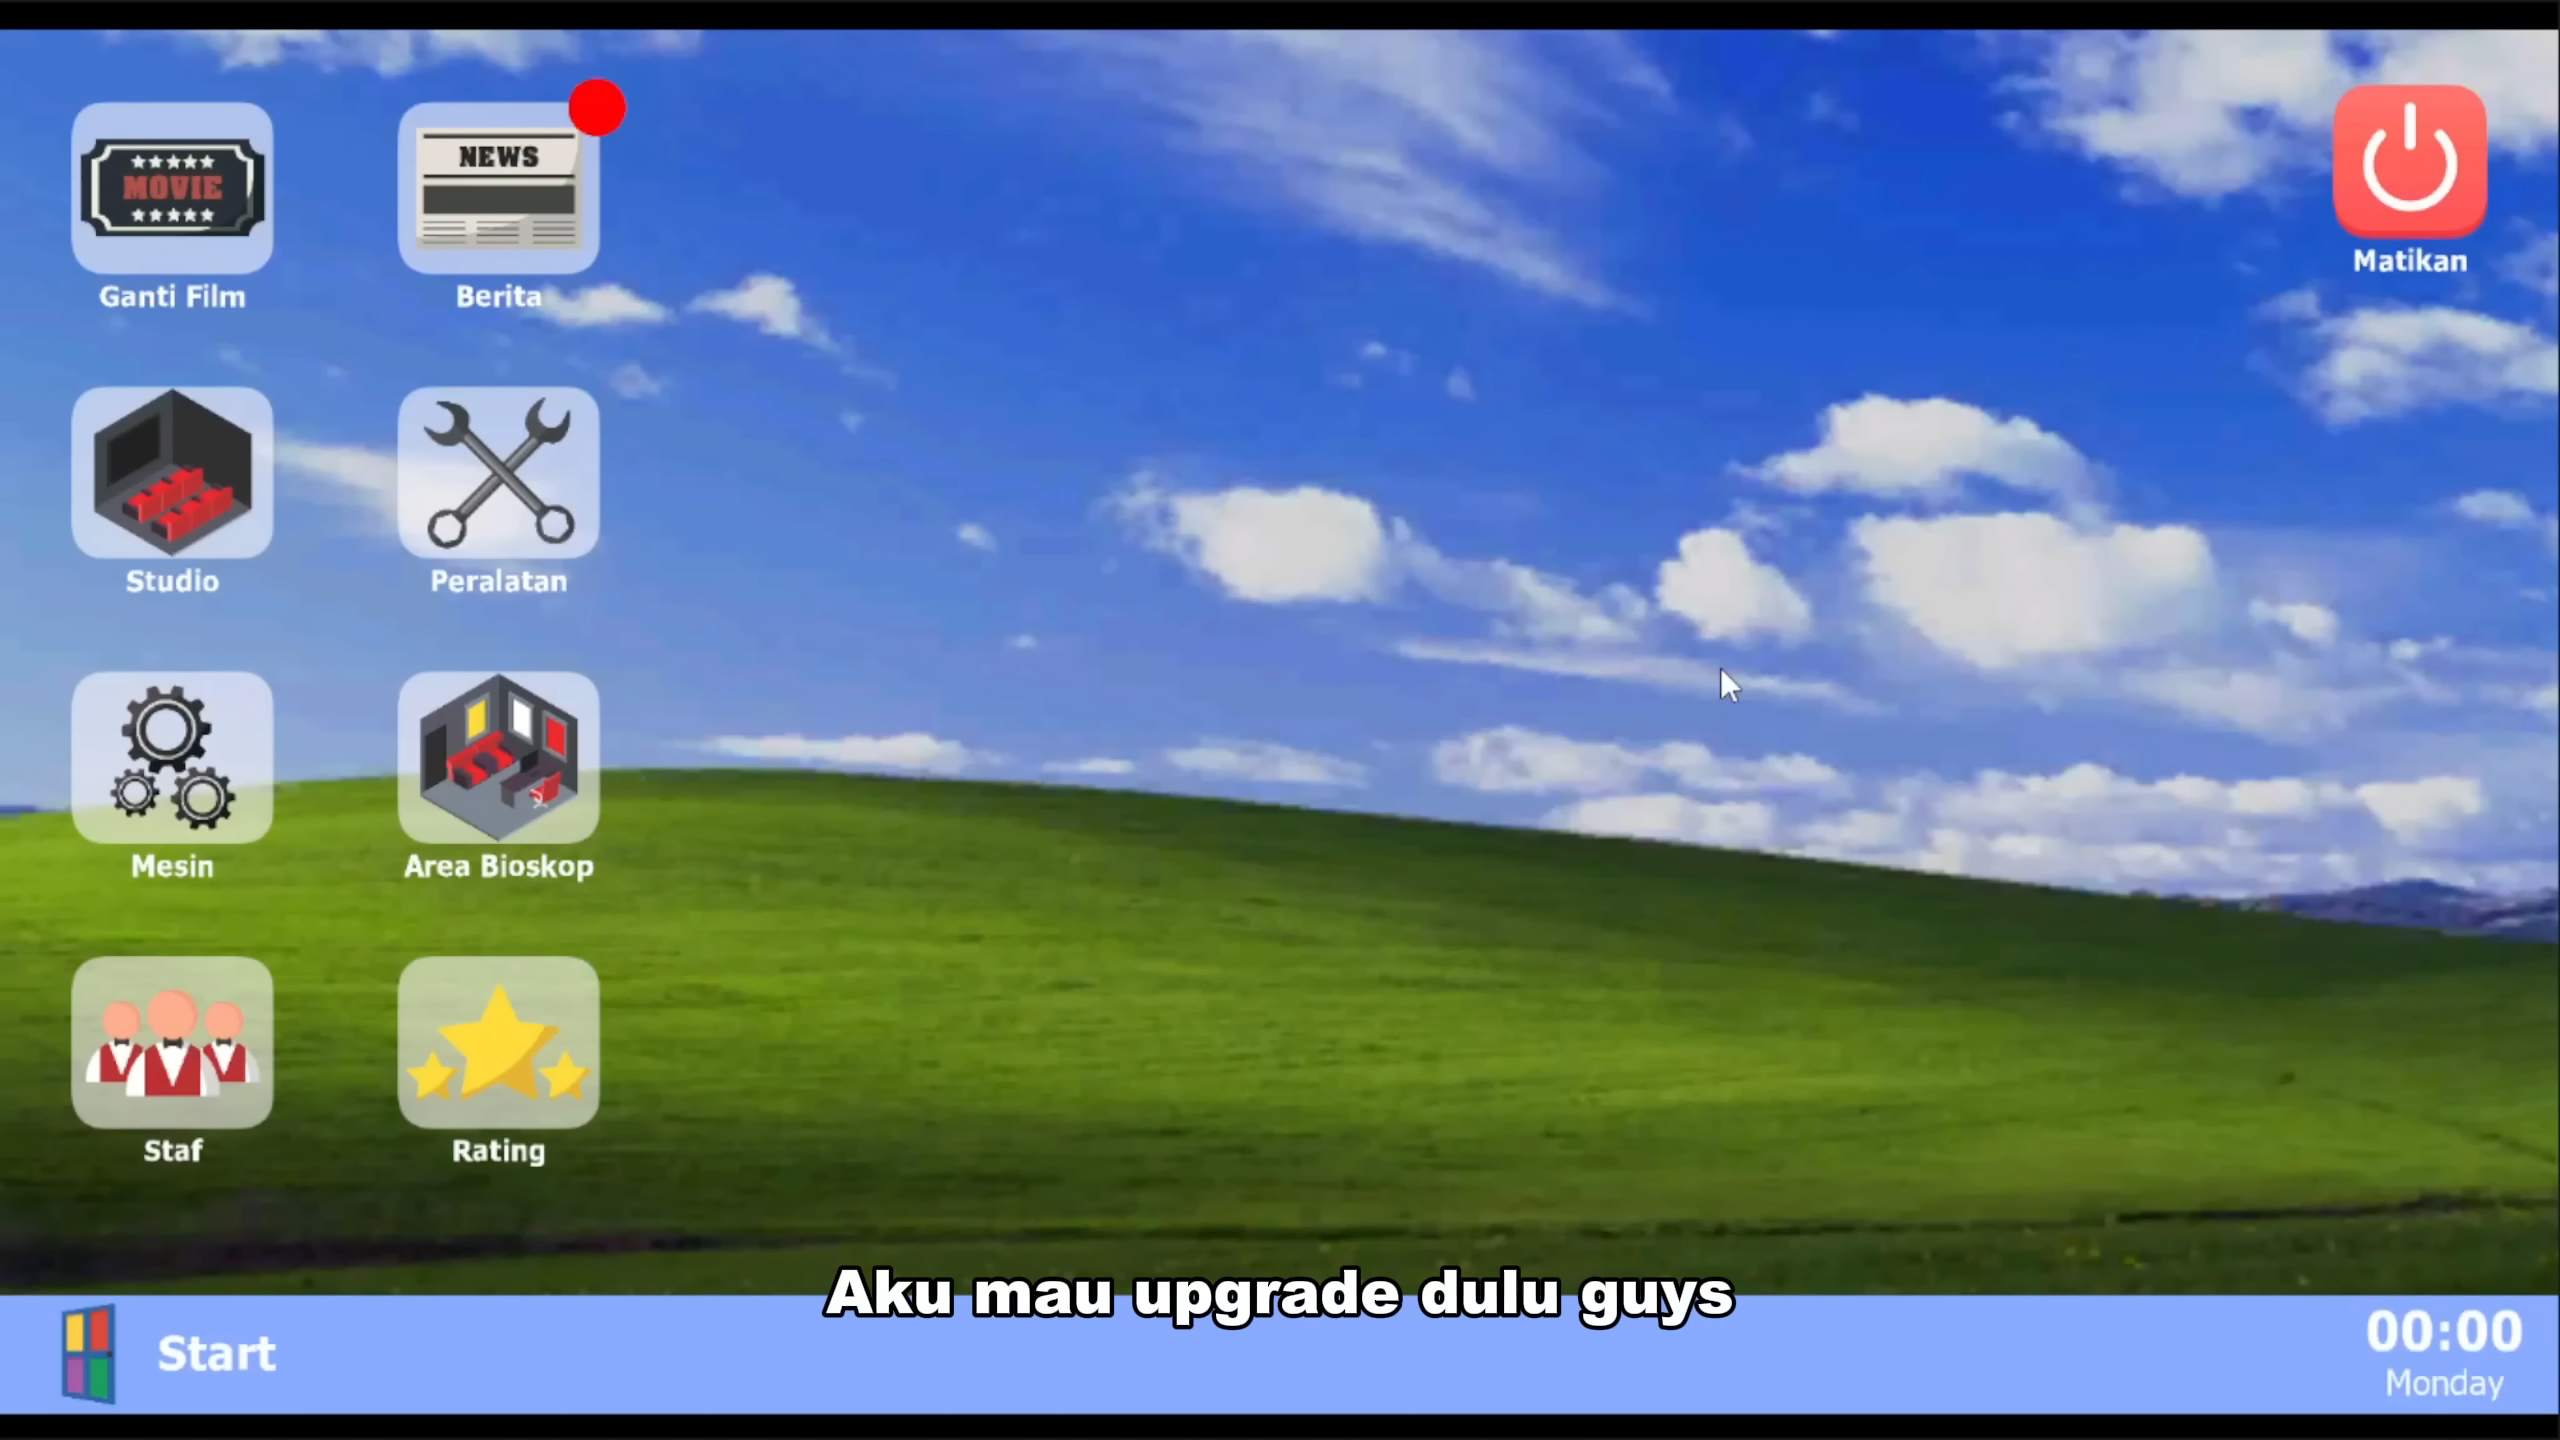 MOVIE
Ganti Film
NEWS
Berita
Matikan
Studio
Peralatan
Mesin
Area Bioskop
Staf
Rating
Aku mau upgrade dulu guys
Start
00:00
Monday